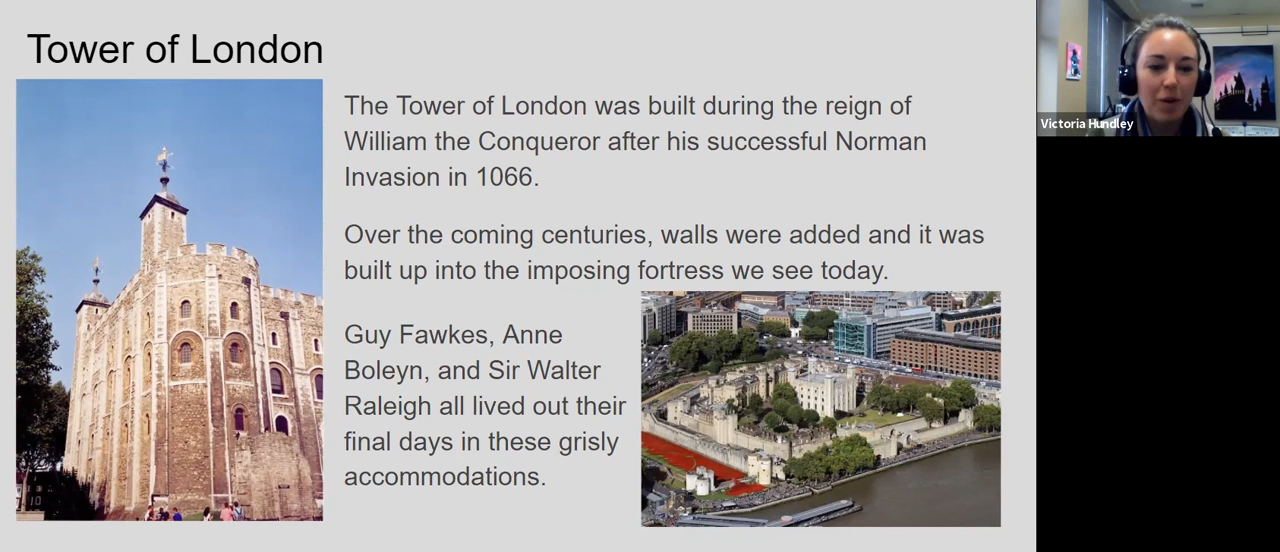 Tower of London
The Tower of London was built during the reign of
William the Conqueror after his successful Norman
Invasion in 1066.
Over the coming centuries, walls were added and it was
built up into the imposing fortress we see today.
Guy Fawkes, Anne
Boleyn, and Sir Walter
Raleigh all lived out their
final days in these grisly
accommodations.
Victoria Hundley